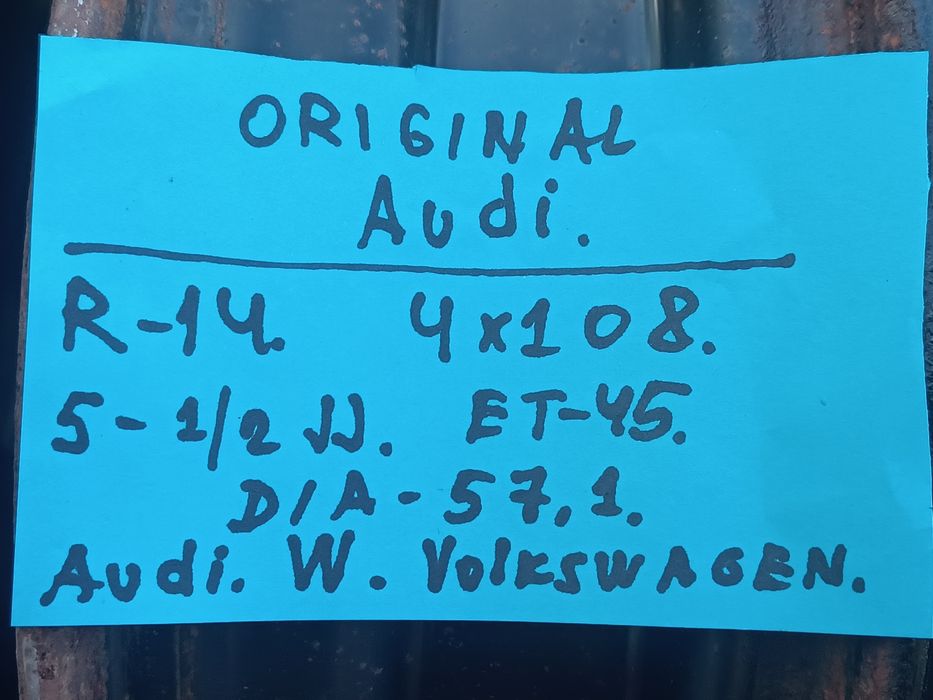 ORIGINAL
Audi.
R-14. 4x108.
5-1/2 JJ. ET-45.
DIA-57,1.
Audi. W. VOLKSWAGEN.